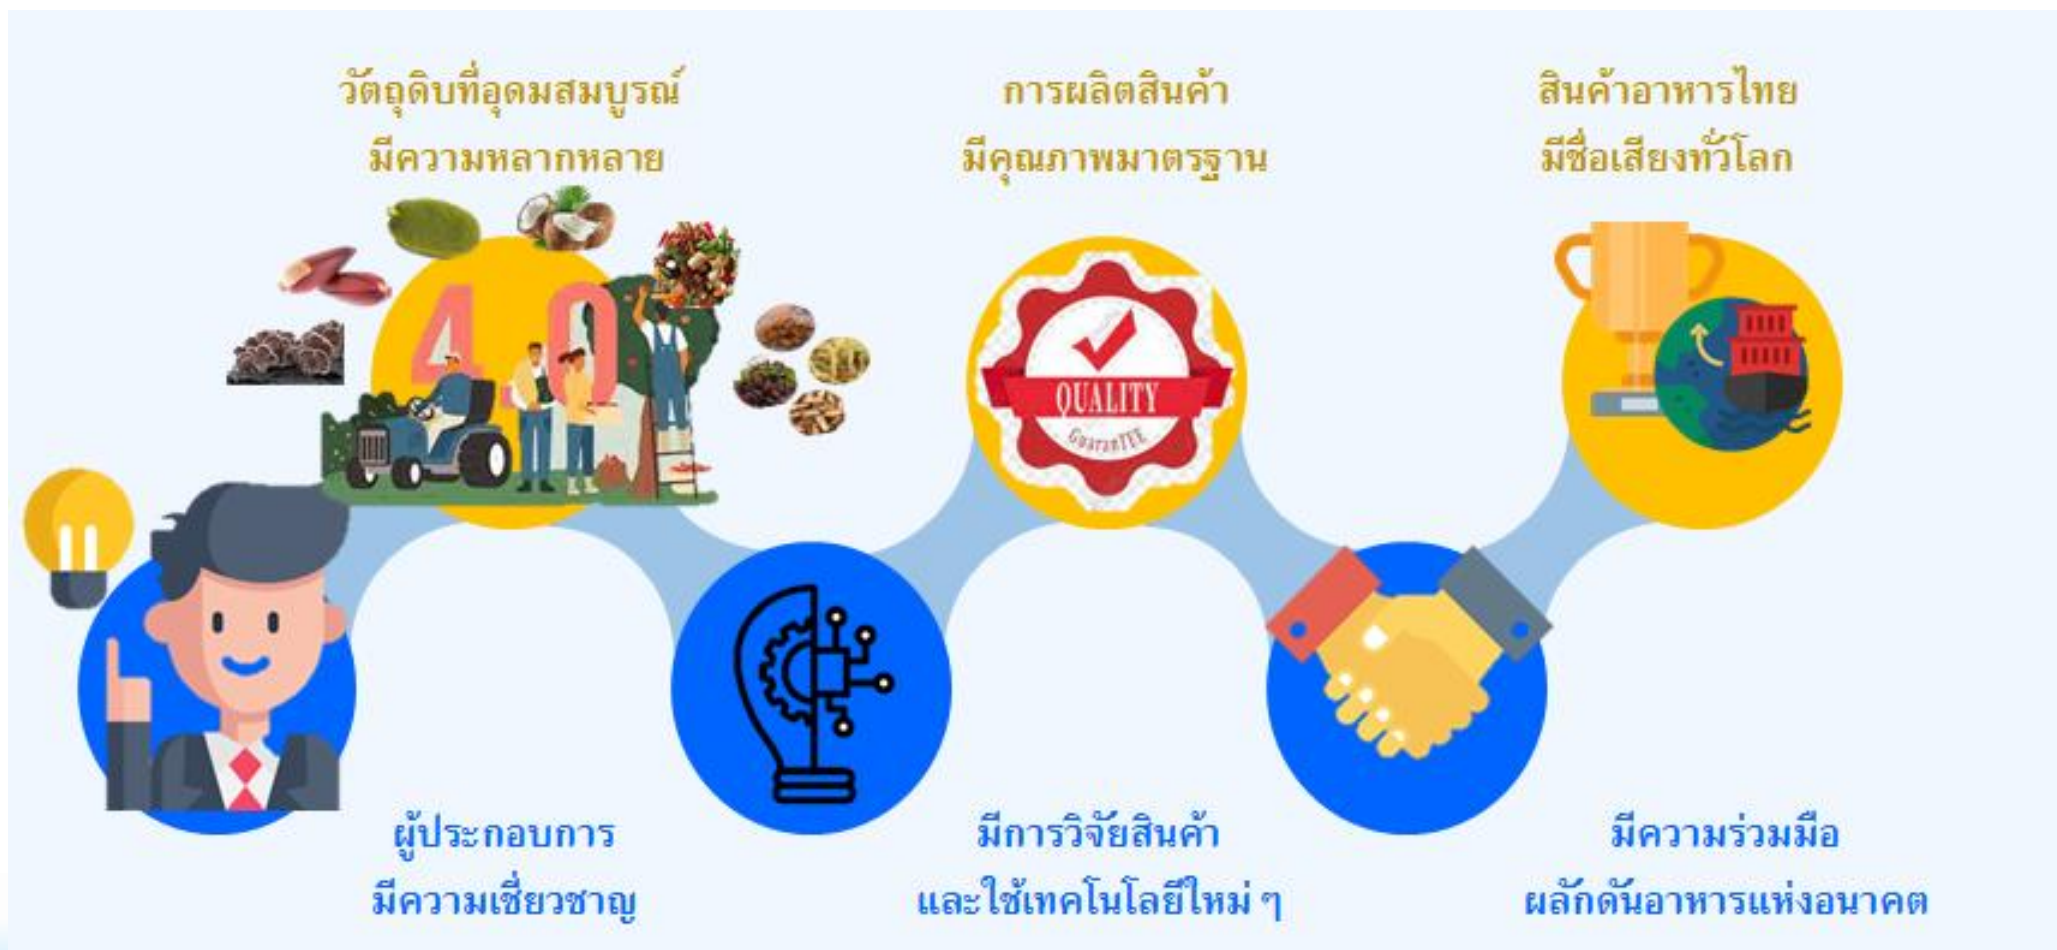 วัตถุดิบที่อุดมสมบูรณ์
มีความหลากหลาย
การผลิตสินค้า
มีคุณภาพมาตรฐาน
สินค้าอาหารไทย
มีชื่อเสียงทั่วโลก
4.0
QUALITY
GuaranTEE
ผู้ประกอบการ
มีความเชี่ยวชาญ
มีการวิจัยสินค้า
และใช้เทคโนโลยีใหม่ ๆ
มีความร่วมมือ
ผลักดันอาหารแห่งอนาคต